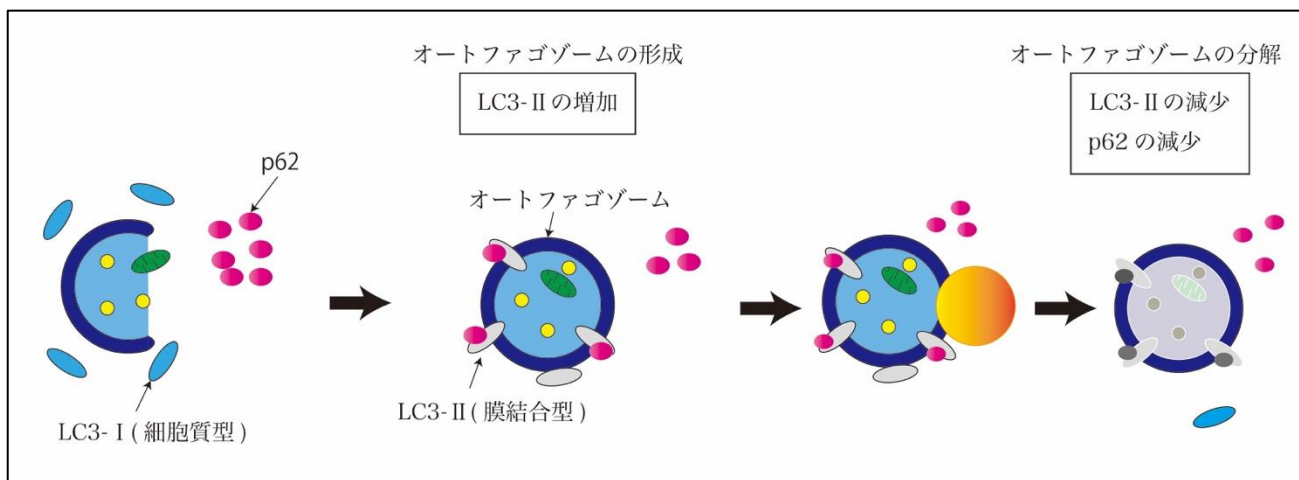 オートファゴゾームの形成
LC3-IIの増加
オートファゴゾームの分解
LC3-IIの減少
p62の減少
p62
オートファゴゾーム
LC3-II(膜結合型)
LC3-I(細胞質型)